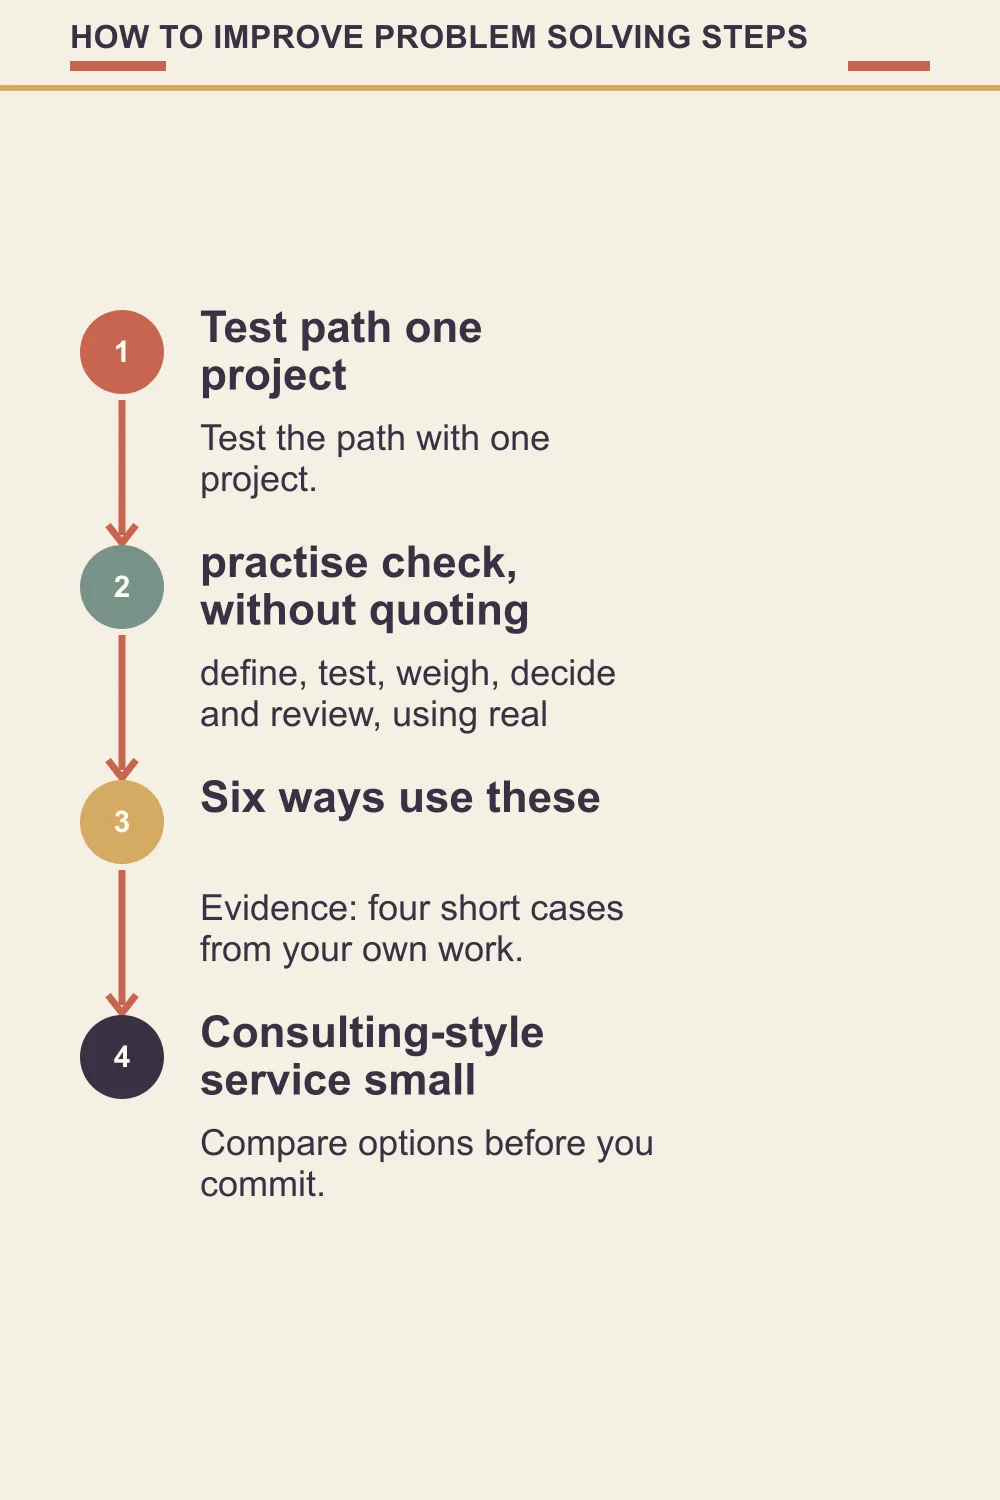 HOW TO IMPROVE PROBLEM SOLVING STEPS
1
Test path one
project
Test the path with one
project.
2
practise check,
without quoting
define, test, weigh, decide
and review, using real
3
Six ways use these
Evidence: four short cases
from your own work.
4
Consulting-style
service small
Compare options before you
commit.